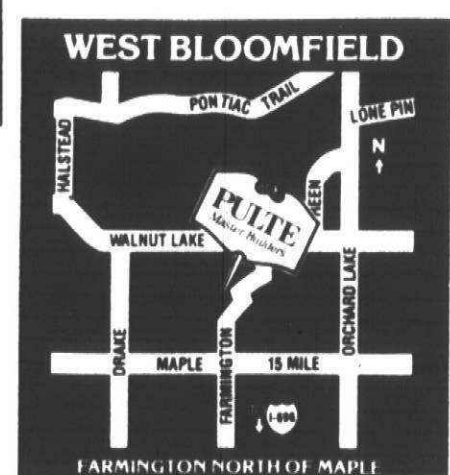 WEST BLOOMFIELD
PONTIAC TRAIL
LONE PIN
HALSTEAD
N
HEEN
PULTE
Master Builders
WALNUT LAKE
ORCHARD LAKE
DRAKE
MAPLE
FARMINGTON
15 MILE
I-696
FARMINGTON NORTH OF MAPLE